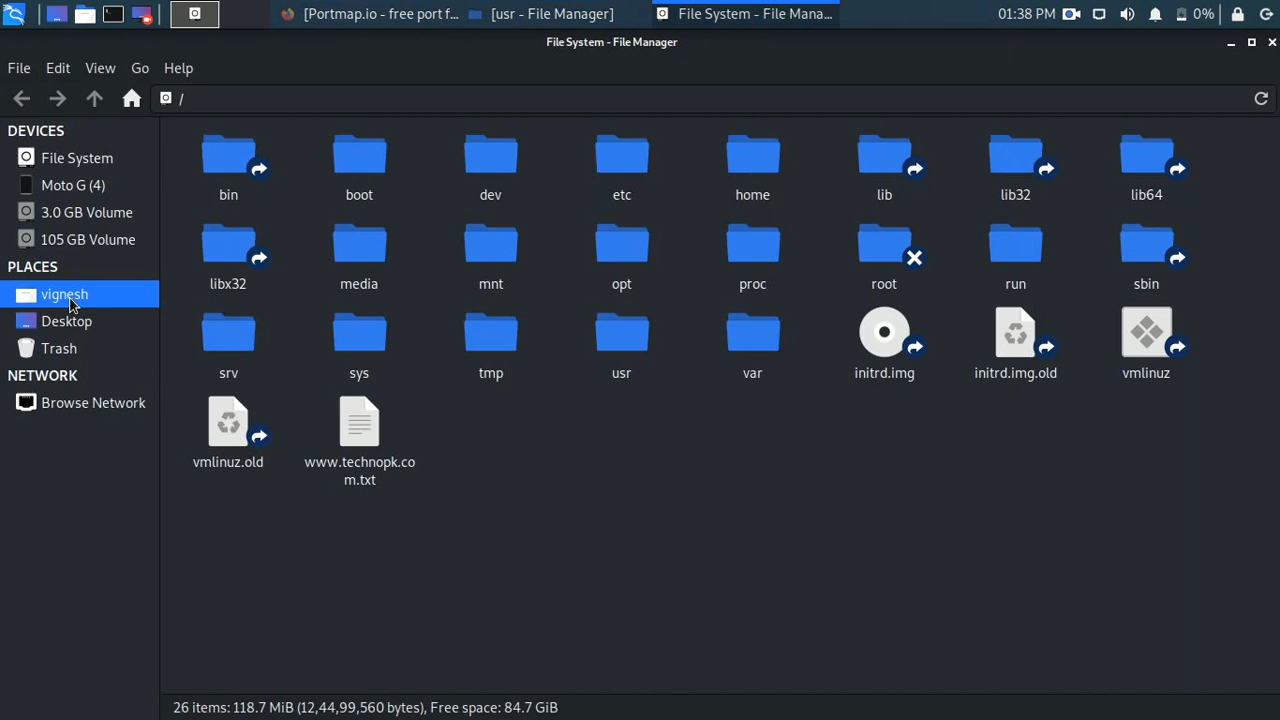 [Portmap.io - free port f...
[usr - File Manager]
File System - File Mana...
01:38 PM
0%
File System - File Manager
File
Edit
View
Go
Help
/
DEVICES
File System
Moto G (4)
3.0 GB Volume
105 GB Volume
PLACES
vignesh
Desktop
Trash
NETWORK
Browse Network
bin
boot
dev
etc
home
lib
lib32
lib64
libx32
media
mnt
opt
proc
root
run
sbin
srv
sys
tmp
usr
var
initrd.img
initrd.img.old
vmlinuz
vmlinuz.old
www.technopk.co
m.txt
26 items: 118.7 MiB (12,44,99,560 bytes), Free space: 84.7 GiB